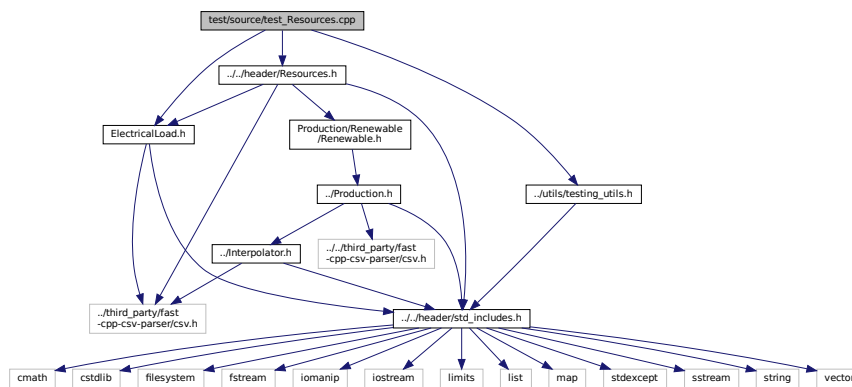 test/source/test_Resources.cpp
../../header/Resources.h
ElectricalLoad.h
Production/Renewable
/Renewable.h
../Production.h
../utils/testing_utils.h
../Interpolator.h
../../third_party/fast
-cpp-csv-parser/csv.h
../third_party/fast
-cpp-csv-parser/csv.h
../../header/std_includes.h
cmath
cstdlib
filesystem
fstream
iomanip
iostream
limits
list
map
stdexcept
sstream
string
vector